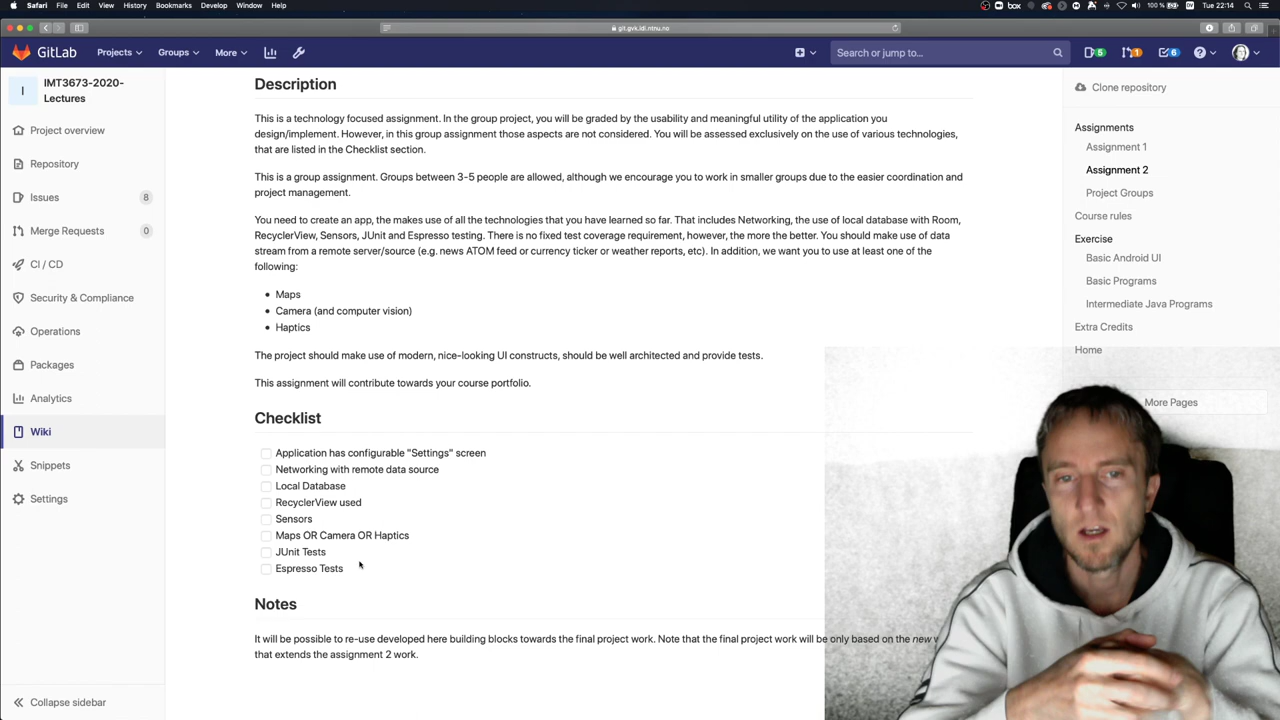 Safari File Edit View History Bookmarks Develop Window Help box 100 % Tue 22:14
git.gvk.idi.ntnu.no
GitLab Projects Groups More Search or jump to... 5 1 6
I IMT3673-2020-
Lectures
Project overview
Repository
Issues 8
Merge Requests 0
CI / CD
Security & Compliance
Operations
Packages
Analytics
Wiki
Snippets
Settings
Collapse sidebar
Description
This is a technology focused assignment. In the group project, you will be graded by the usability and meaningful utility of the application you
design/implement. However, in this group assignment those aspects are not considered. You will be assessed exclusively on the use of various technologies,
that are listed in the Checklist section.
This is a group assignment. Groups between 3-5 people are allowed, although we encourage you to work in smaller groups due to the easier coordination and
project management.
You need to create an app, the makes use of all the technologies that you have learned so far. That includes Networking, the use of local database with Room,
RecyclerView, Sensors, JUnit and Espresso testing. There is no fixed test coverage requirement, however, the more the better. You should make use of data
stream from a remote server/source (e.g. news ATOM feed or currency ticker or weather reports, etc). In addition, we want you to use at least one of the
following:
Maps
Camera (and computer vision)
Haptics
The project should make use of modern, nice-looking UI constructs, should be well architected and provide tests.
This assignment will contribute towards your course portfolio.
Checklist
Application has configurable "Settings" screen
Networking with remote data source
Local Database
RecyclerView used
Sensors
Maps OR Camera OR Haptics
JUnit Tests
Espresso Tests
Notes
It will be possible to re-use developed here building blocks towards the final project work. Note that the final project work will be only based on the new
that extends the assignment 2 work.
Clone repository
Assignments
Assignment 1
Assignment 2
Project Groups
Course rules
Exercise
Basic Android UI
Basic Programs
Intermediate Java Programs
Extra Credits
Home
More Pages